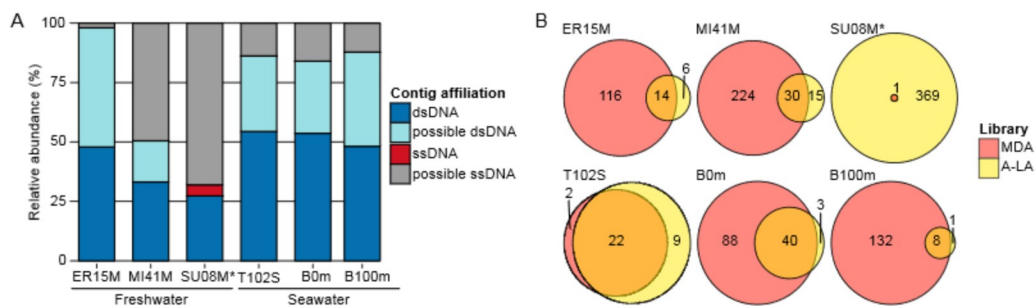 A
100
75
50
25
0
Relative abundance (%)
ER15M MI41M SU08M* T102S B0m B100m
Freshwater Seawater
Contig affiliation
dsDNA
possible dsDNA
ssDNA
possible ssDNA
B
ER15M MI41M SU08M*
116 14 6
224 30 15
1 369
T102S B0m B100m
2 22 9
88 40 3
132 8 1
Library
MDA
A-LA